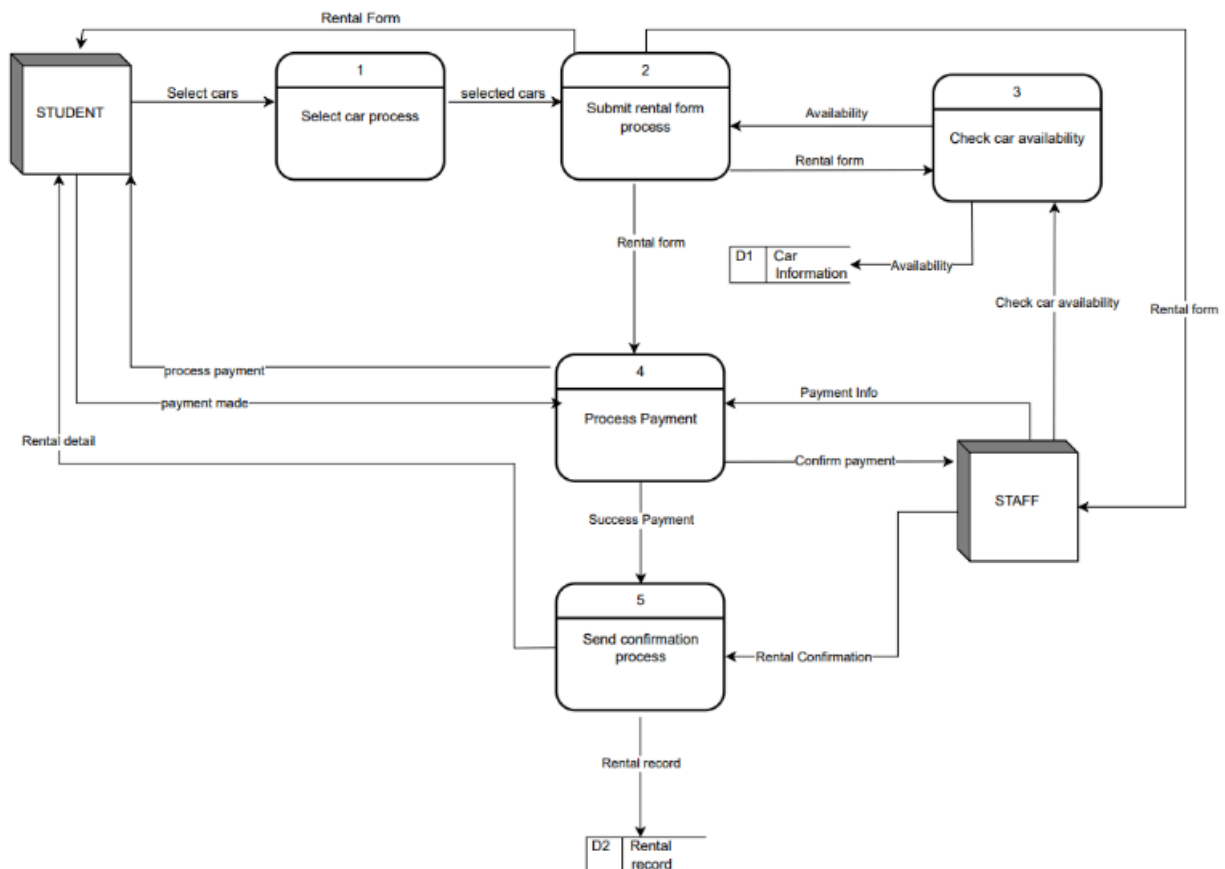 Rental Form
1
2
3
STUDENT
Select cars
Select car process
selected cars
Submit rental form
process
Availability
Check car availability
Rental form
Rental form
D1
Car
Information
Availability
Check car availability
Rental form
process payment
4
Payment Info
payment made
Process Payment
Rental detail
Confirm payment
STAFF
Success Payment
5
Send confirmation
process
Rental Confirmation
Rental record
D2
Rental
record